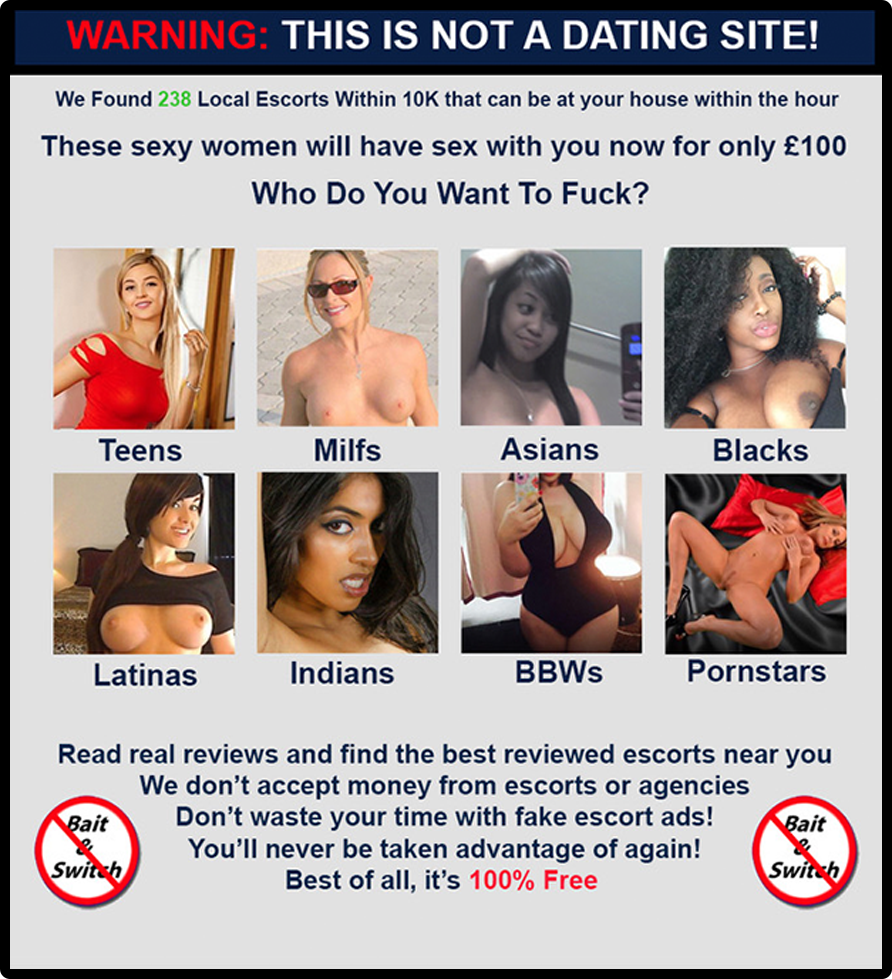 WARNING: THIS IS NOT A DATING SITE!
We Found 238 Local Escorts Within 10K that can be at your house within the hour
These sexy women will have sex with you now for only £100
Who Do You Want To Fuck?
Teens
Milfs
Asians
Blacks
Latinas
Indians
BBWs
Pornstars
Read real reviews and find the best reviewed escorts near you
We don't accept money from escorts or agencies
Don't waste your time with fake escort ads!
You'll never be taken advantage of again!
Best of all, it's 100% Free
Bait
&
Switch
Bait
&
Switch